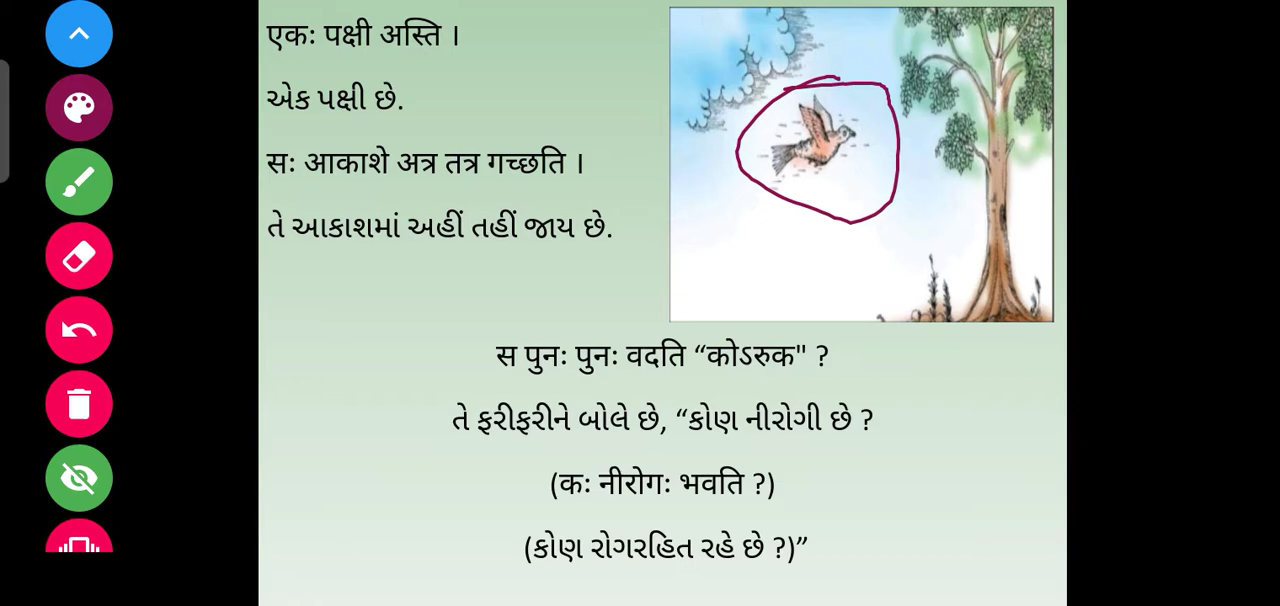 एकः पक्षी अस्ति ।
એક પક્ષી છે.
सः आकाशे अत्र तत्र गच्छति ।
તે આકાશમાં અહીં તહીં જાય છે.
स पुनः पुनः वदति “कोऽरुक" ?
તે ફરીફરીને બોલે છે, “કોણ નીરોગી છે ?
(कः नीरोगः भवति ?)
(કોણ રોગરહિત રહે છે ?)”